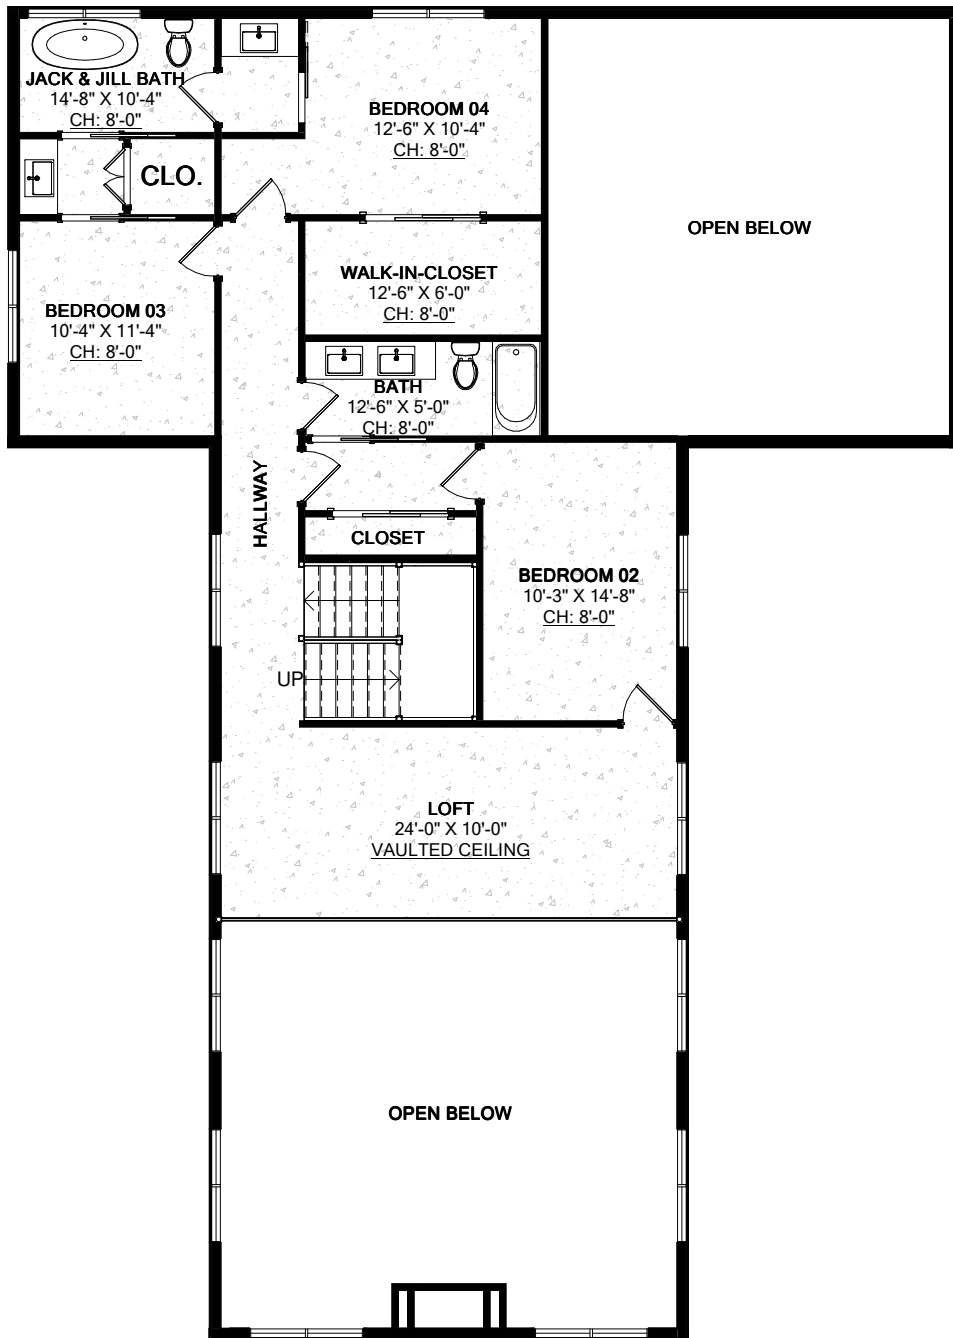 JACK & JILL BATH
14'-8" X 10'-4"
CH: 8'-0"
BEDROOM 04
12'-6" X 10'-4"
CH: 8'-0"
CLO.
OPEN BELOW
WALK-IN-CLOSET
12'-6" X 6'-0"
CH: 8'-0"
BEDROOM 03
10'-4" X 11'-4"
CH: 8'-0"
BATH
12'-6" X 5'-0"
CH: 8'-0"
HALLWAY
CLOSET
BEDROOM 02
10'-3" X 14'-8"
CH: 8'-0"
UP
LOFT
24'-0" X 10'-0"
VAULTED CEILING
OPEN BELOW